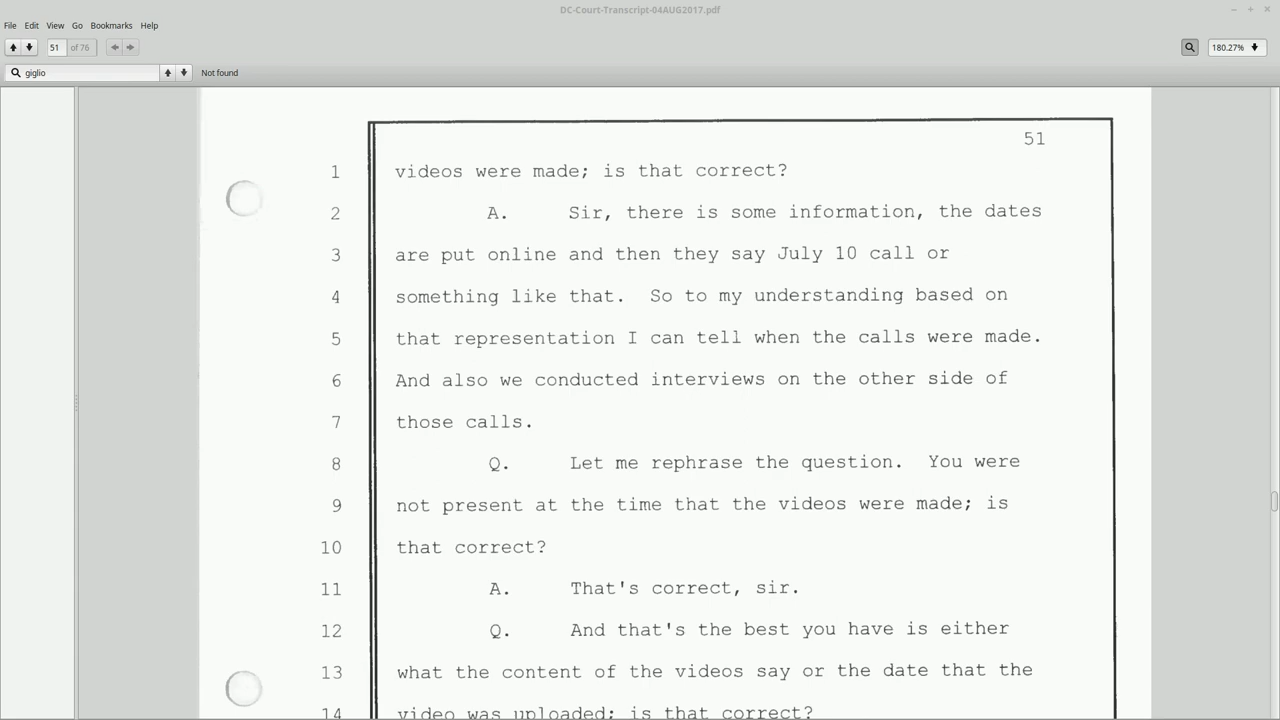 DC-Court-Transcript-04AUG2017.pdf
File Edit View Go Bookmarks Help
51 of 76 180.27%
giglio Not found
51
1 videos were made; is that correct?
2 A. Sir, there is some information, the dates
3 are put online and then they say July 10 call or
4 something like that. So to my understanding based on
5 that representation I can tell when the calls were made.
6 And also we conducted interviews on the other side of
7 those calls.
8 Q. Let me rephrase the question. You were
9 not present at the time that the videos were made; is
10 that correct?
11 A. That's correct, sir.
12 Q. And that's the best you have is either
13 what the content of the videos say or the date that the
14 video was uploaded; is that correct?